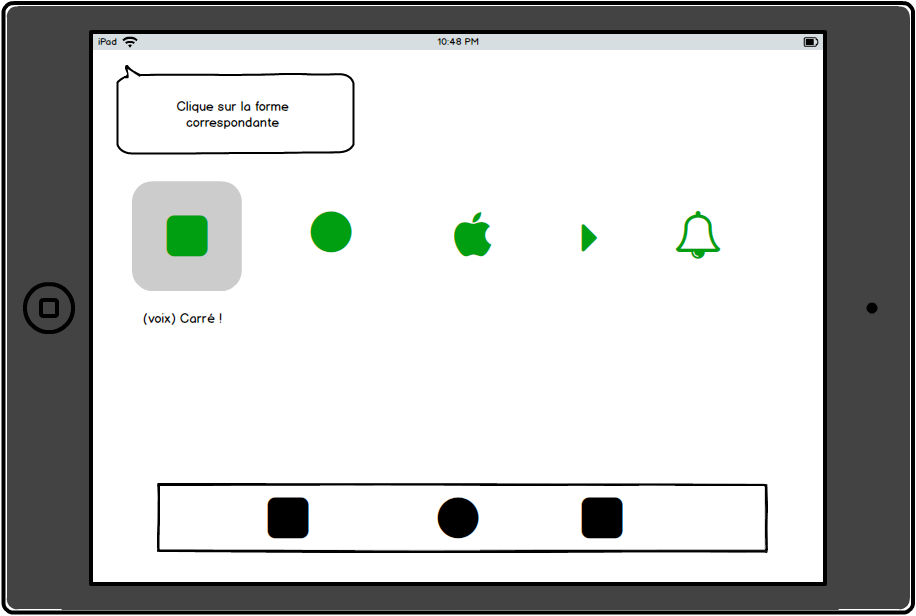 iPad
10:48 PM
Clique sur la forme
correspondante
(voix) Carré !